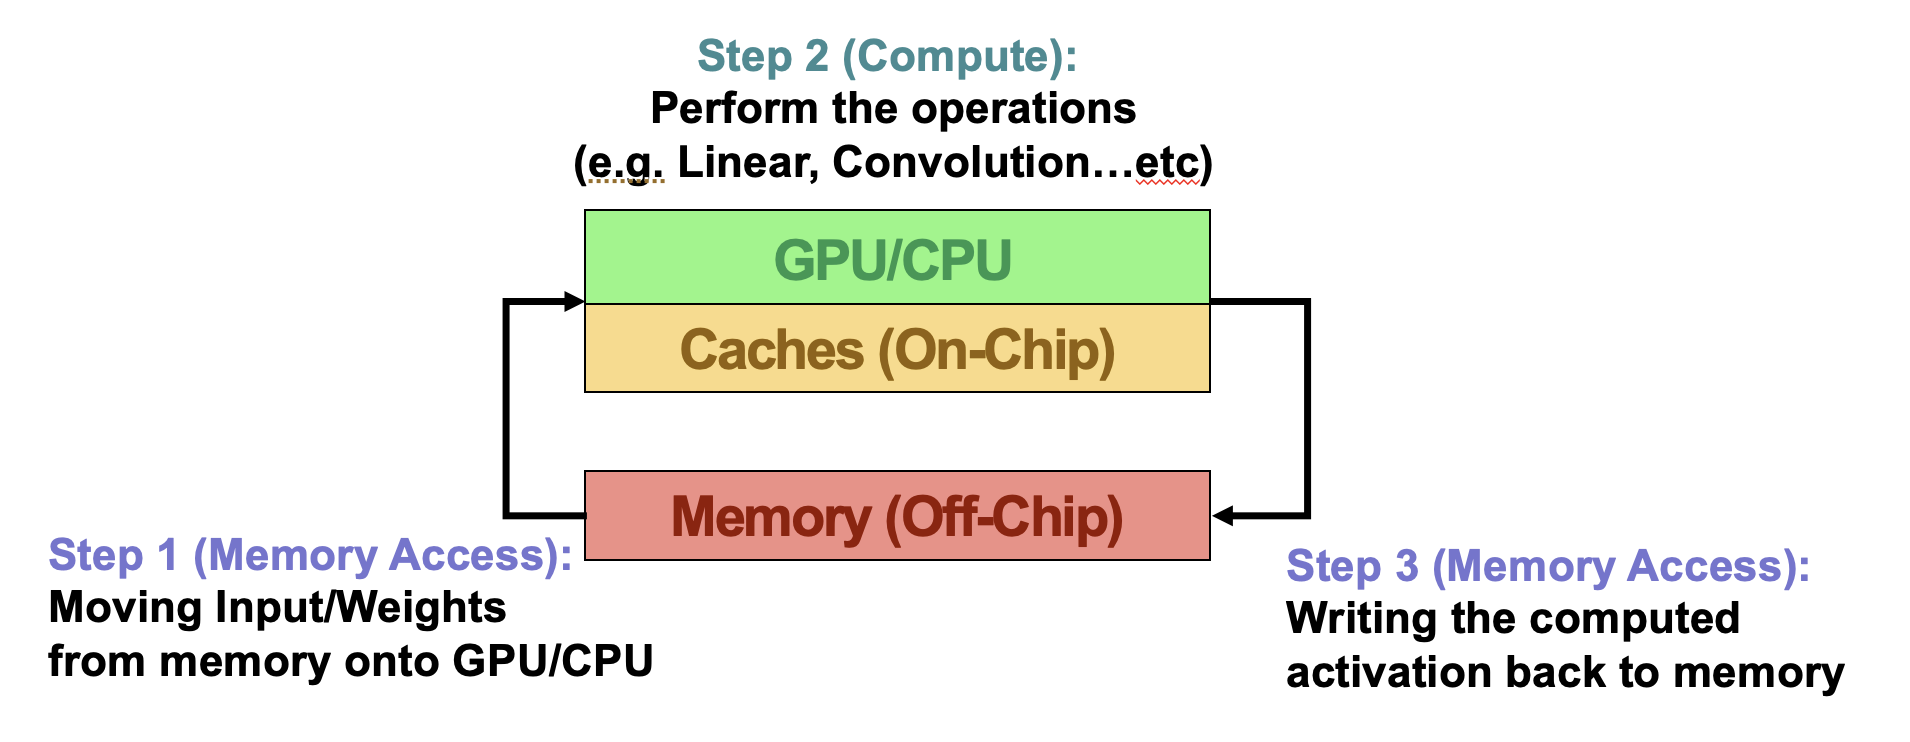 Step 2 (Compute):
Perform the operations
(e.g. Linear, Convolution…etc)
GPU/CPU
Caches (On-Chip)
Memory (Off-Chip)
Step 1 (Memory Access):
Moving Input/Weights
from memory onto GPU/CPU
Step 3 (Memory Access):
Writing the computed
activation back to memory